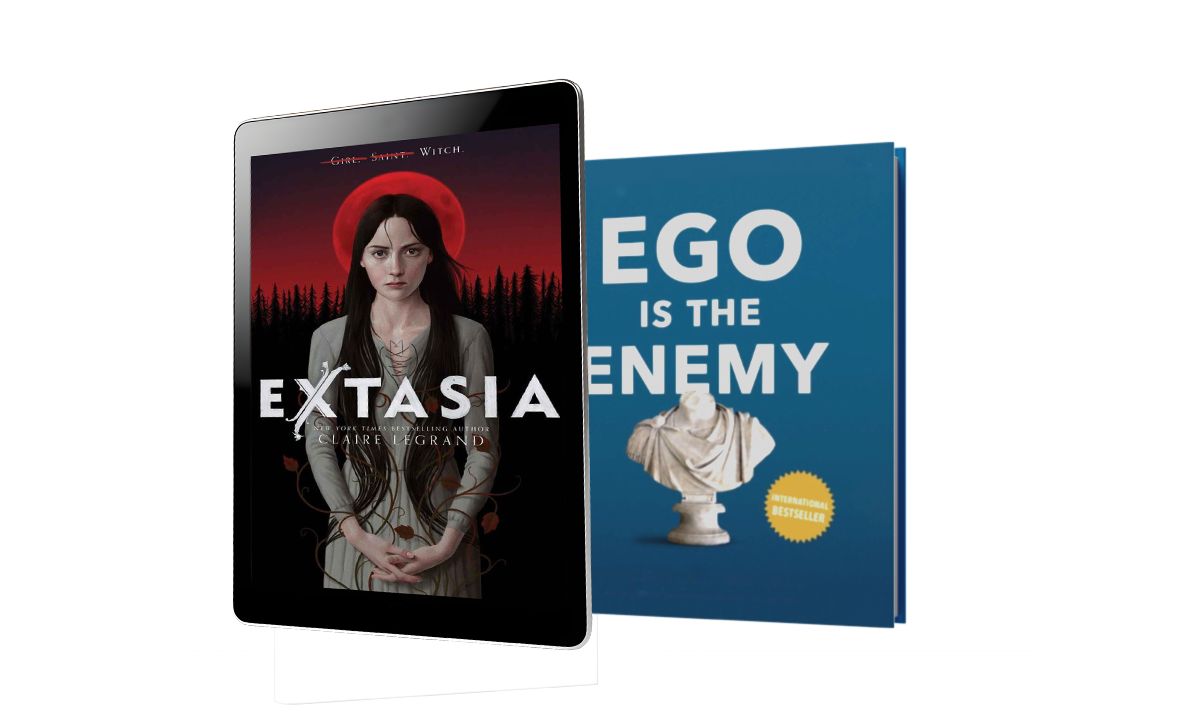 Girl. Saint. Witch.
EXTASIA
NEW YORK TIMES BESTSELLING AUTHOR
CLAIRE LEGRAND
EGO
IS THE
ENEMY
INTERNATIONAL
BESTSELLER